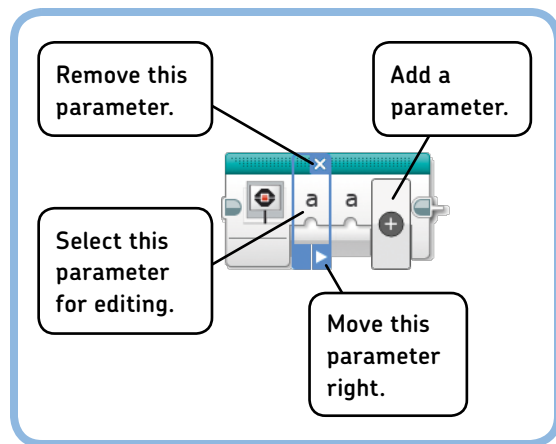 Remove this
parameter.
Add a
parameter.
a a
Select this
parameter
for editing.
Move this
parameter
right.